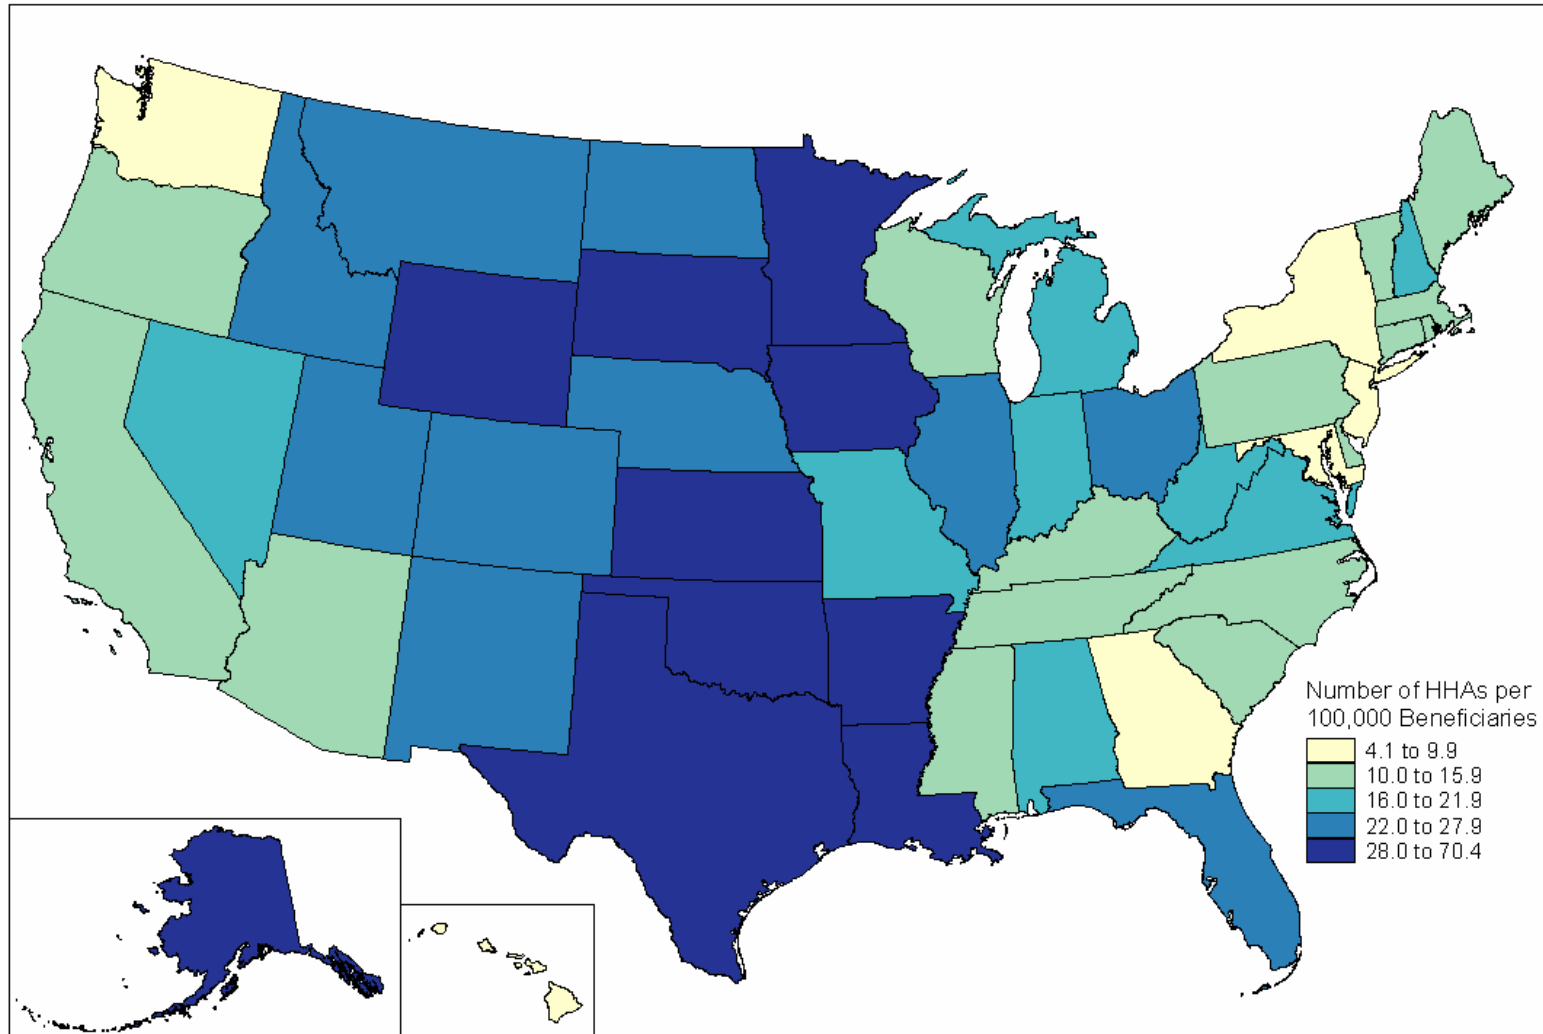 Number of HHAs per
100,000 Beneficiaries
4.1 to 9.9
10.0 to 15.9
16.0 to 21.9
22.0 to 27.9
28.0 to 70.4